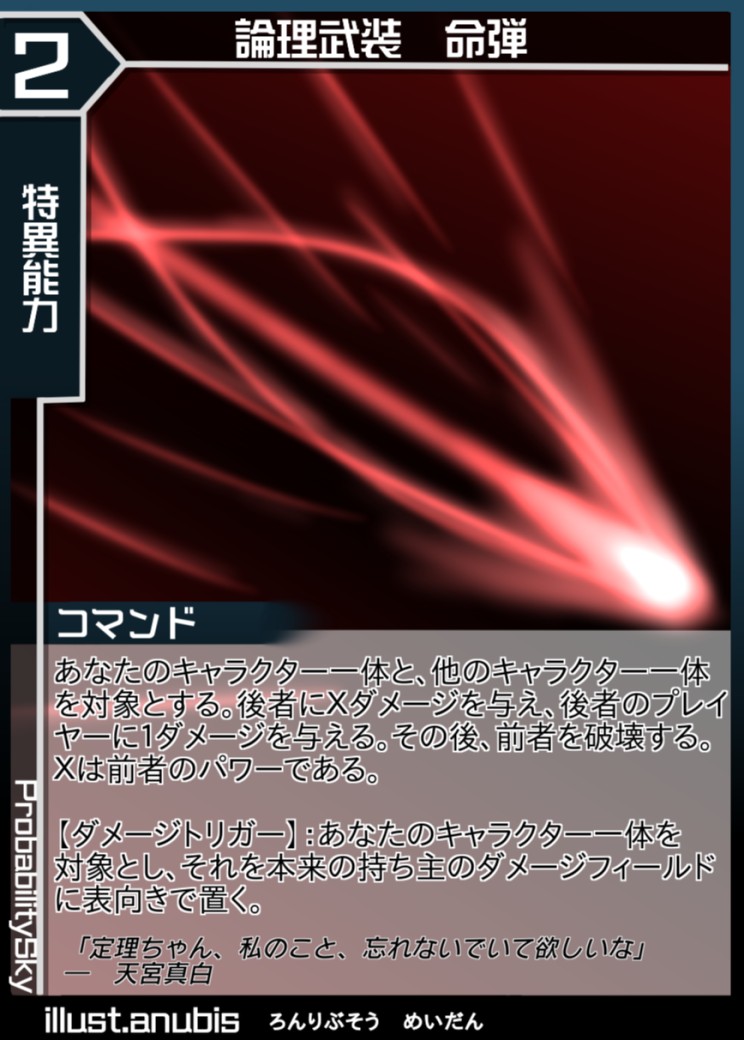 2
論理武装　命弾
特異能力
コマンド
あなたのキャラクター一体と、他のキャラクター一体
を対象とする。後者にXダメージを与え、後者のプレイ
ヤーに1ダメージを与える。その後、前者を破壊する。
Xは前者のパワーである。
【ダメージトリガー】:あなたのキャラクター一体を
対象とし、それを本来の持ち主のダメージフィールド
に表向きで置く。
「定理ちゃん、私のこと、忘れないでいて欲しいな」
―　天宮真白
ProbabilitySky
illust.anubis　ろんりぶそう　めいだん